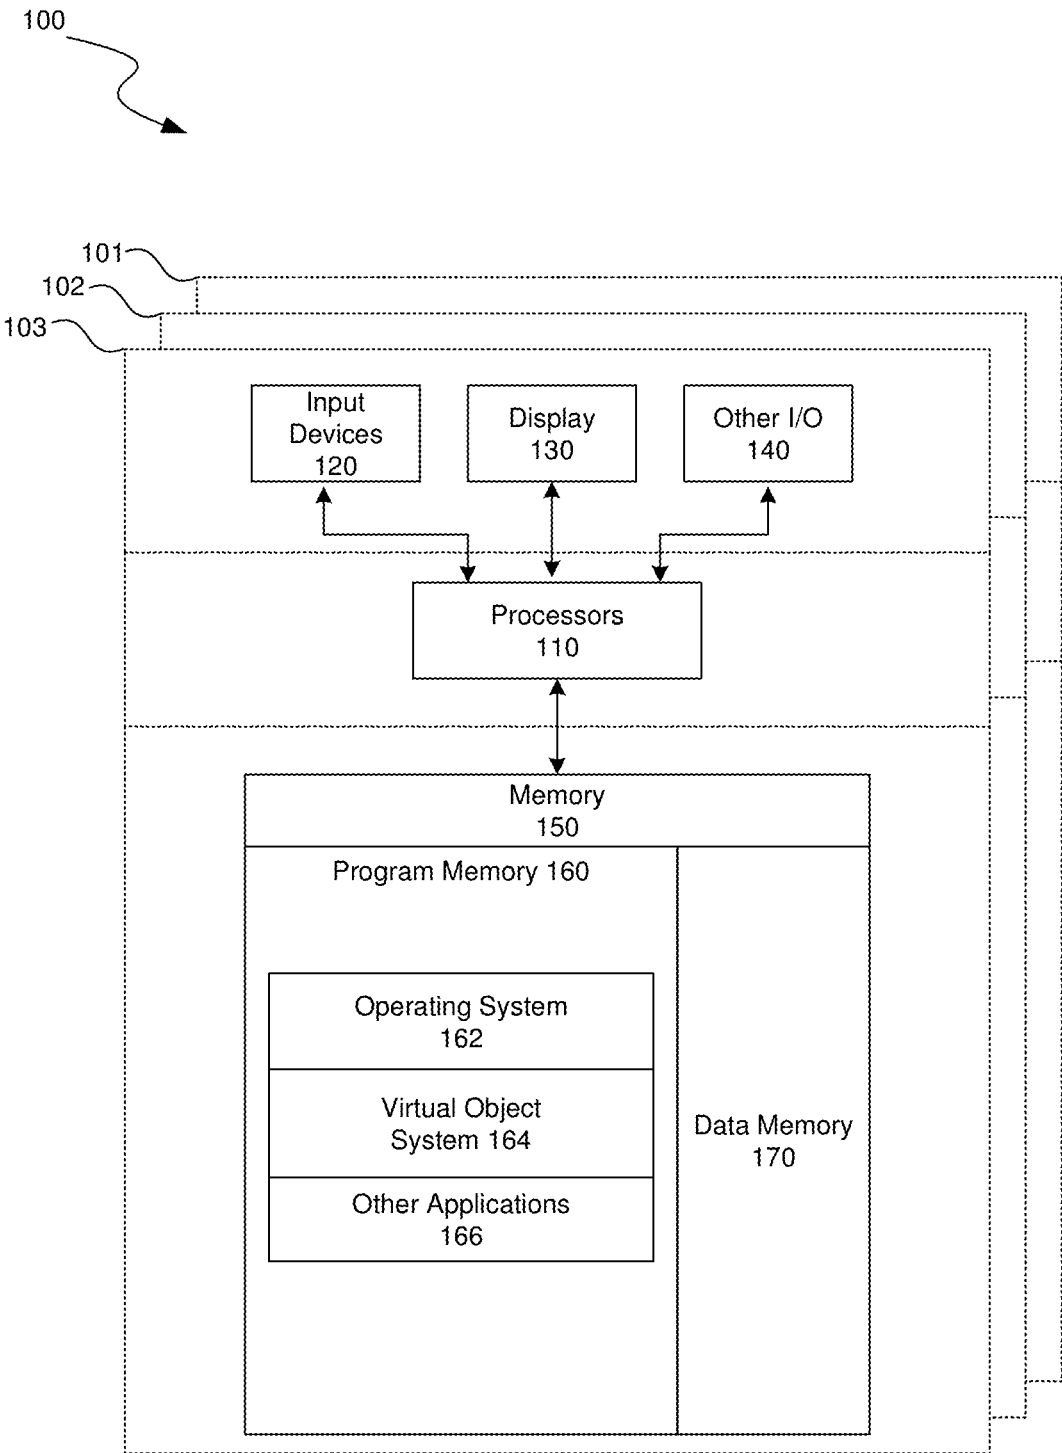 100
101
102
103
Input
Devices
120
Display
130
Other I/O
140
Processors
110
Memory
150
Program Memory 160
Operating System
162
Virtual Object
System 164
Other Applications
166
Data Memory
170